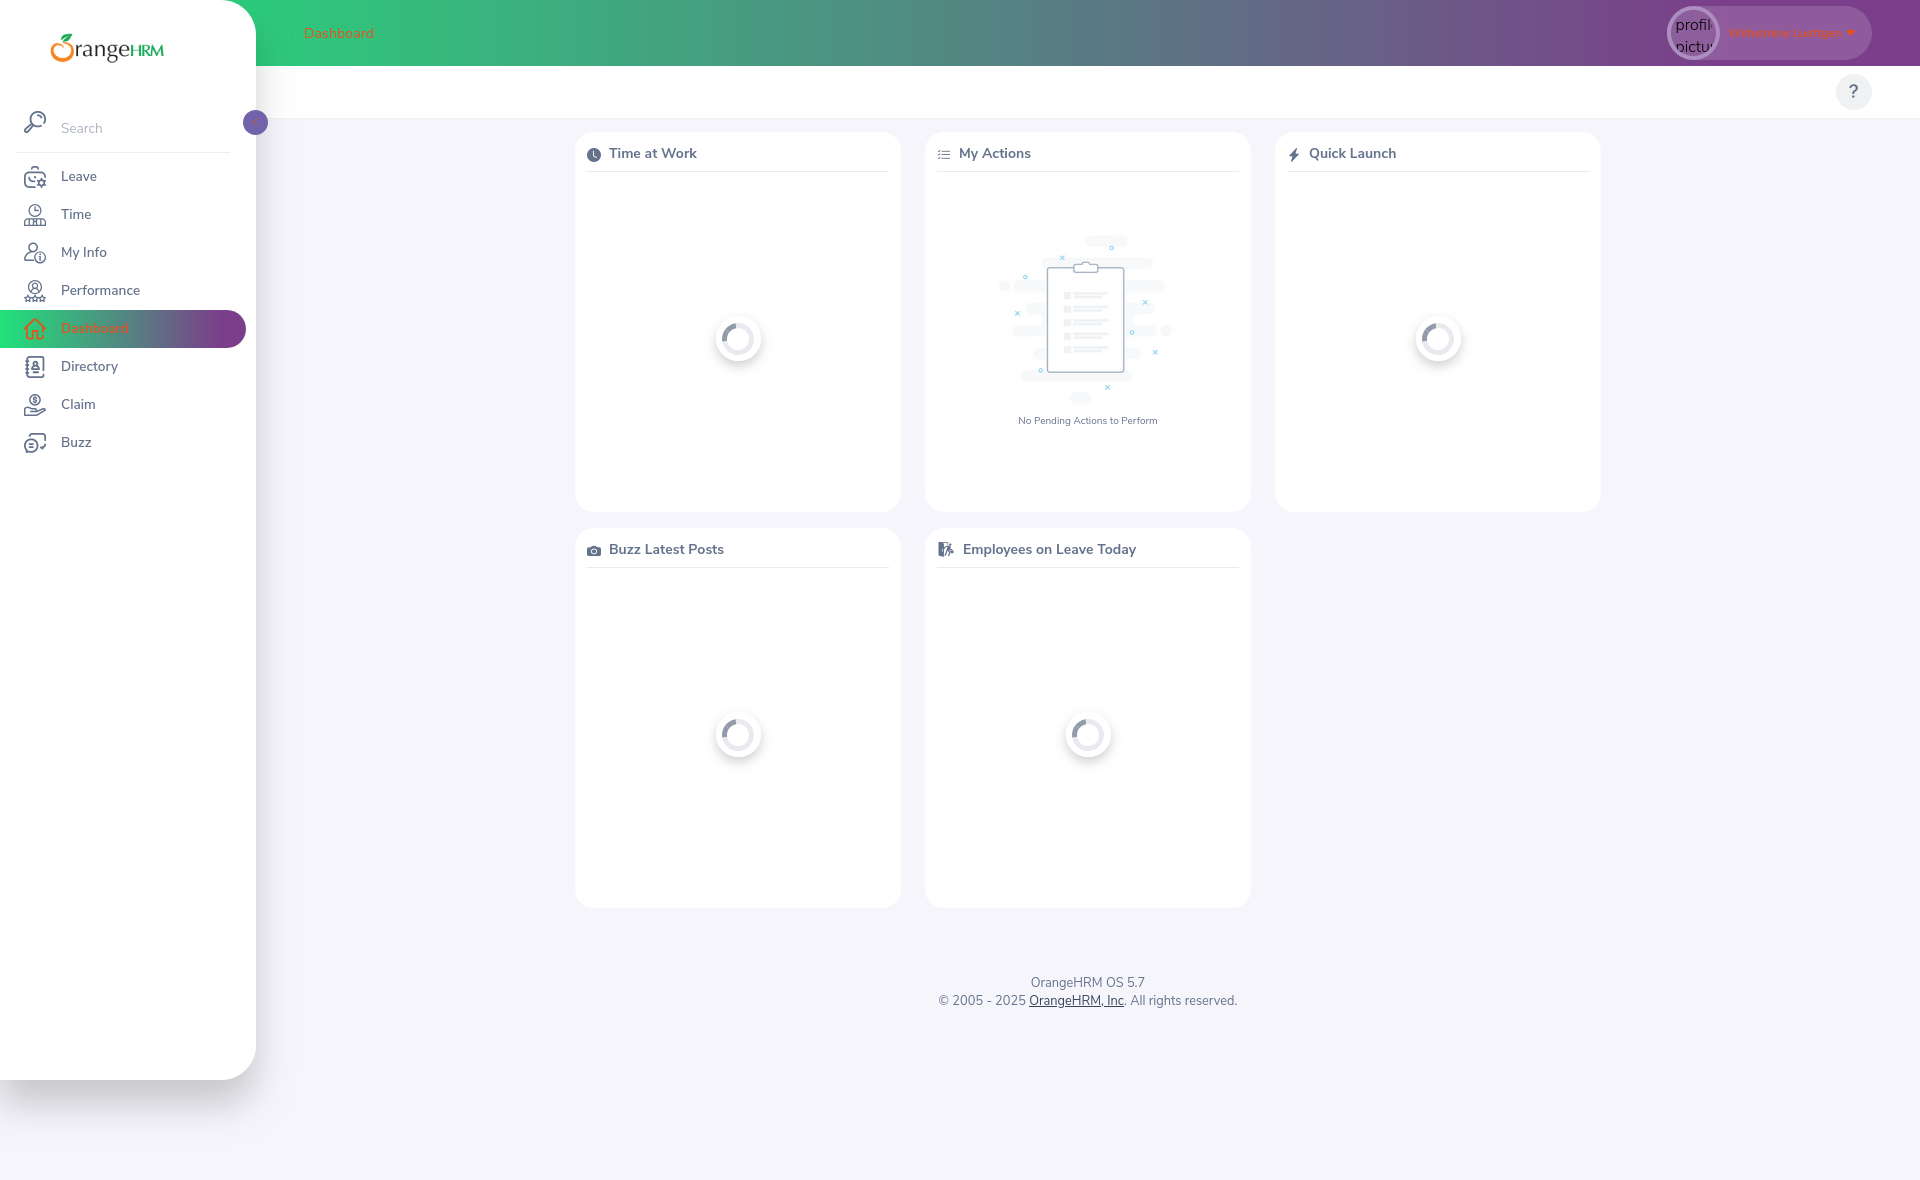 OrangeHRM
Dashboard
profil
pictu
?
Search
Leave
Time
My Info
Performance
Dashboard
Directory
Claim
Buzz
Time at Work
My Actions
No Pending Actions to Perform
Quick Launch
Buzz Latest Posts
Employees on Leave Today
OrangeHRM OS 5.7
© 2005 - 2025 OrangeHRM, Inc. All rights reserved.